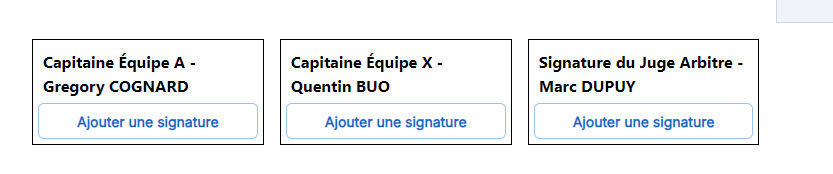 Capitaine Équipe A -
Gregory COGNARD
Ajouter une signature
Capitaine Équipe X -
Quentin BUO
Ajouter une signature
Signature du Juge Arbitre -
Marc DUPUY
Ajouter une signature